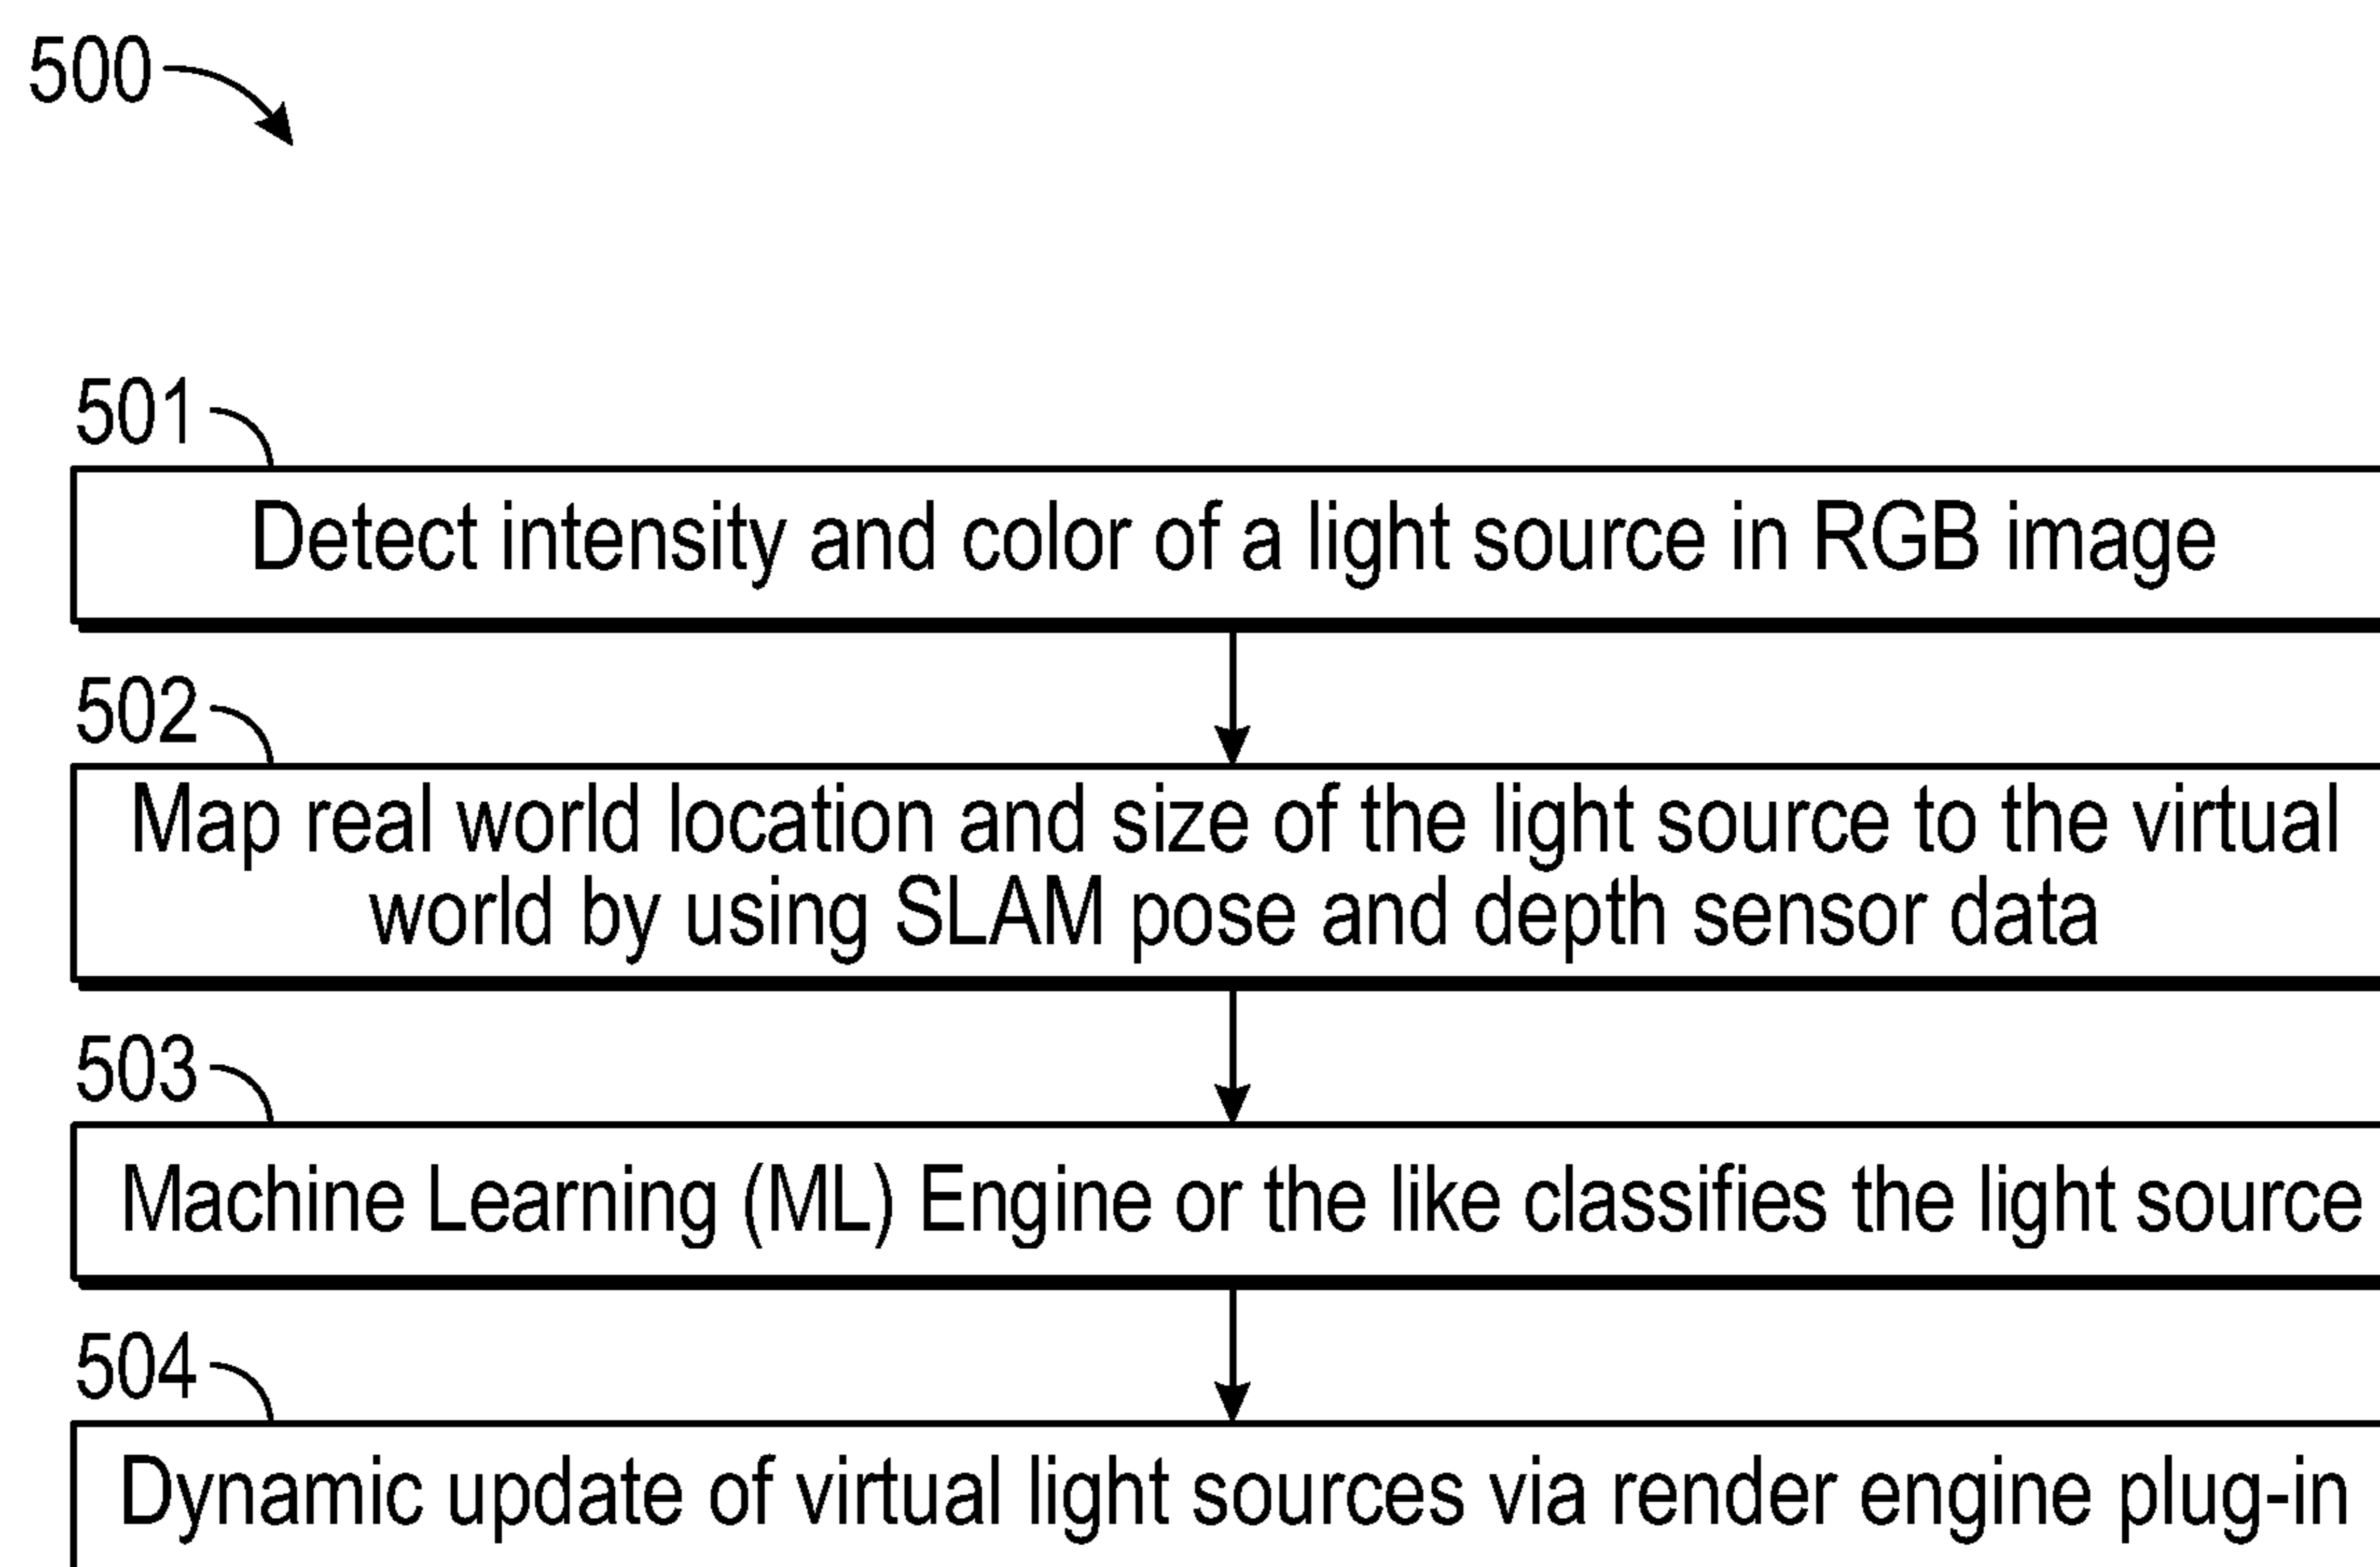 500
501
Detect intensity and color of a light source in RGB image
502
Map real world location and size of the light source to the virtual
world by using SLAM pose and depth sensor data
503
Machine Learning (ML) Engine or the like classifies the light source
504
Dynamic update of virtual light sources via render engine plug-in